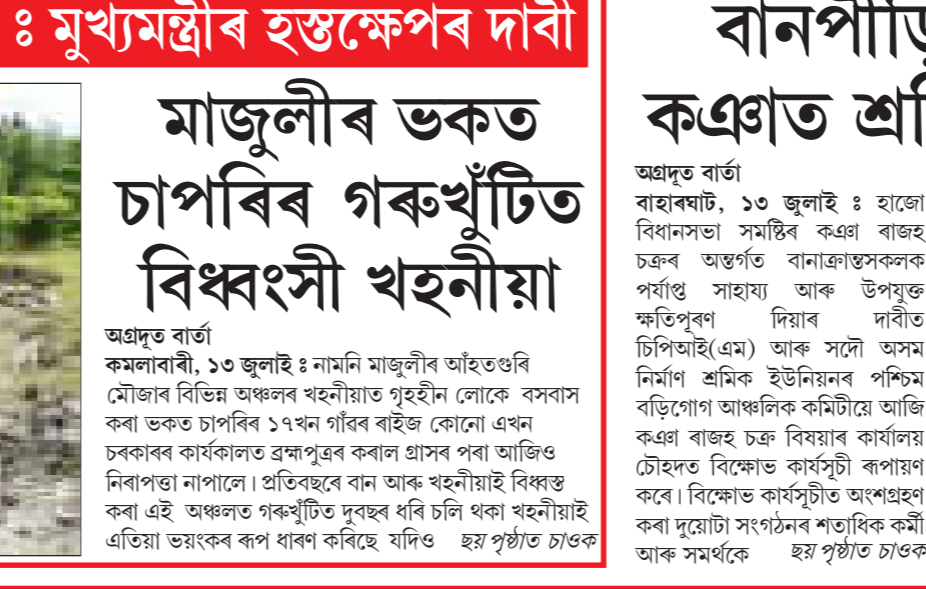 ঃ মুখ্যমন্ত্ৰীৰ হস্তক্ষেপৰ দাবী
মাজুলীৰ ভকত
চাপৰিৰ গৰুখুঁটিত
বিধ্বংসী খহনীয়া
অগ্ৰদূত বাৰ্তা
কমলাবাৰী, ১৩ জুলাই ঃ নামনি মাজুলীৰ আঁহতগুৰি
মৌজাৰ বিভিন্ন অঞ্চলৰ খহনীয়াত গৃহহীন লোকে বসবাস
কৰা ভকত চাপৰিৰ ১৭খন গাঁৱৰ ৰাইজ কোনো এখন
চৰকাৰৰ কাৰ্যকালত ব্ৰহ্মপুত্ৰৰ কৰাল গ্ৰাসৰ পৰা আজিও
নিৰাপত্তা নাপালে। প্ৰতিবছৰে বান আৰু খহনীয়াই বিধ্বস্ত
কৰা এই অঞ্চলত গৰুখুঁটিত দুবছৰ ধৰি চলি থকা খহনীয়াই
এতিয়া ভয়ংকৰ ৰূপ ধাৰণ কৰিছে যদিও ছয় পৃষ্ঠাত চাওক
কঞাত
অগ্ৰদূত বাৰ্তা
বাহাৰঘাট, ১৩ জুলাই ঃ হাজো
বিধানসভা সমষ্টিৰ কঞা ৰাজহ
চক্ৰৰ অন্তৰ্গত বানাক্ৰান্তসকলক
পৰ্যাপ্ত সাহায্য আৰু উপযুক্ত
ক্ষতিপূৰণ দিয়াৰ দাবীত
চিপিআই(এম) আৰু সদৌ অসম
নিৰ্মাণ শ্ৰমিক ইউনিয়নৰ পশ্চিম
বড়িগোগ আঞ্চলিক কমিটীয়ে আজি
কঞা ৰাজহ চক্ৰ বিষয়াৰ কাৰ্যালয়
চৌহদত বিক্ষোভ কাৰ্যসূচী ৰূপায়ণ
কৰে। বিক্ষোভ কাৰ্যসূচীত অংশগ্ৰহণ
কৰা দুয়োটা সংগঠনৰ শতাধিক কৰ্মী
আৰু সমৰ্থকে ছয় পৃষ্ঠাত চাওক